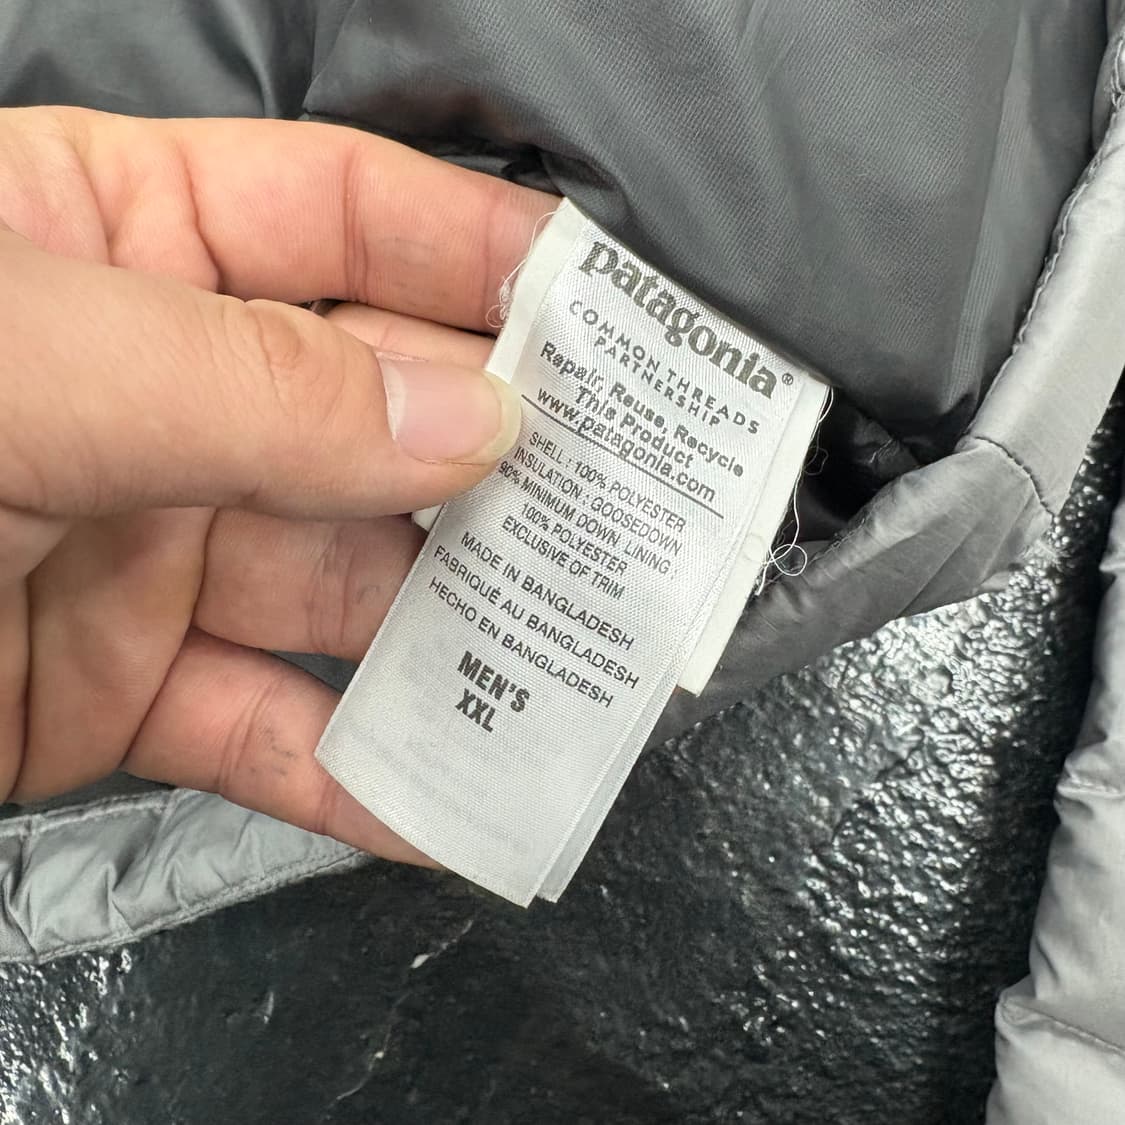 patagonia®
COMMON THREADS
PARTNERSHIP
Repair, Reuse, Recycle
This Product
www.patagonia.com
SHELL : 100% POLYESTER
INSULATION : GOOSEDOWN
90% MINIMUM DOWN, LINING :
100% POLYESTER
EXCLUSIVE OF TRIM
MADE IN BANGLADESH
FABRIQUÉ AU BANGLADESH
HECHO EN BANGLADESH
MEN'S
XXL